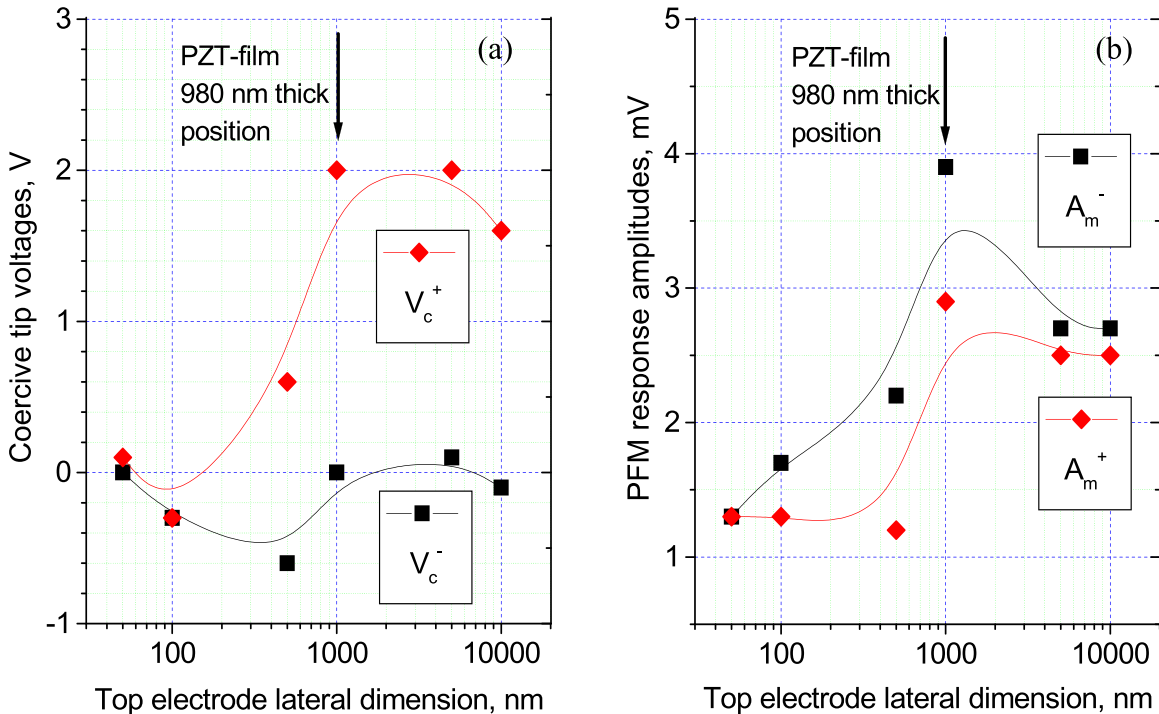 (a)
PZT-film
980 nm thick
position
3
2
1
0
-1
Coercive tip voltages, V
V_c^+
V_c^-
100
1000
10000
Top electrode lateral dimension, nm
(b)
PZT-film
980 nm thick
position
5
4
3
2
1
PFM response amplitudes, mV
A_m^-
A_m^+
100
1000
10000
Top electrode lateral dimension, nm